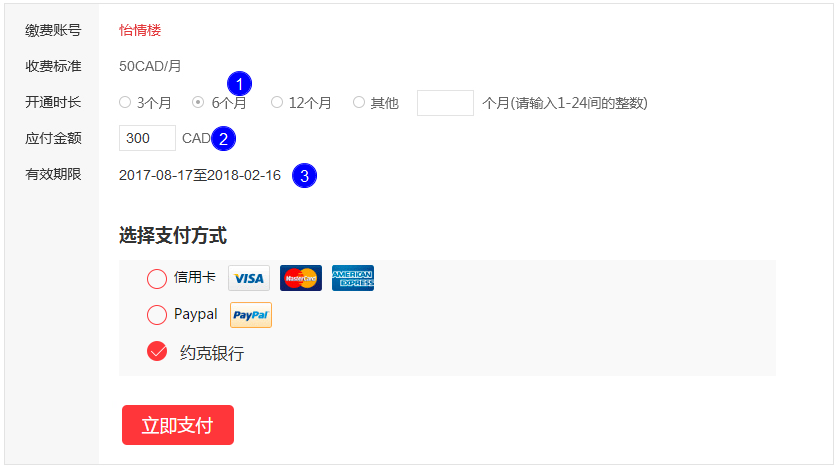 缴费账号 怡情楼
收费标准 50CAD/月
1
开通时长 3个月 6个月 12个月 其他 个月(请输入1-24间的整数)
应付金额 300 CAD 2
有效期限 2017-08-17至2018-02-16 3
选择支付方式
信用卡 VISA MasterCard AMERICAN EXPRESS
Paypal PayPal
约克银行
立即支付